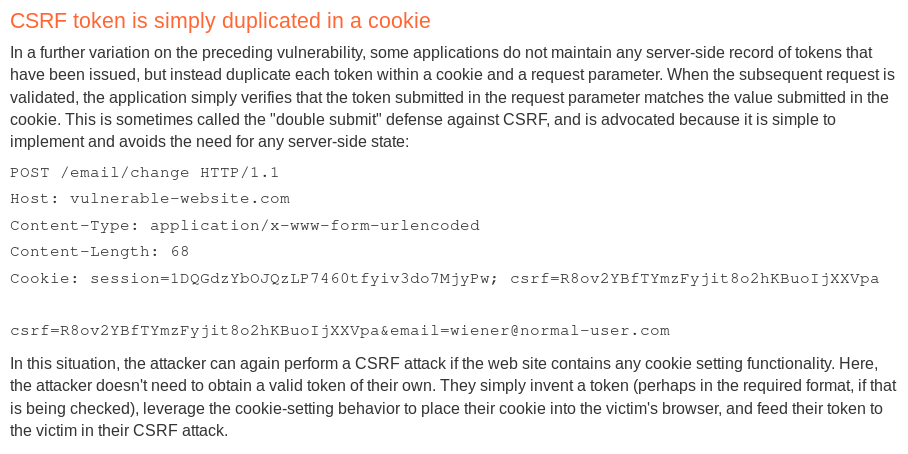 CSRF token is simply duplicated in a cookie
In a further variation on the preceding vulnerability, some applications do not maintain any server-side record of tokens that
have been issued, but instead duplicate each token within a cookie and a request parameter. When the subsequent request is
validated, the application simply verifies that the token submitted in the request parameter matches the value submitted in the
cookie. This is sometimes called the "double submit" defense against CSRF, and is advocated because it is simple to
implement and avoids the need for any server-side state:
POST /email/change HTTP/1.1
Host: vulnerable-website.com
Content-Type: application/x-www-form-urlencoded
Content-Length: 68
Cookie: session=1DQGdzYbOJQzLP7460tfyiv3do7MjyPw; csrf=R8ov2YBfTYmzFyjit8o2hKBuoIjXXVpa
csrf=R8ov2YBfTYmzFyjit8o2hKBuoIjXXVpa&email=wiener@normal-user.com
In this situation, the attacker can again perform a CSRF attack if the web site contains any cookie setting functionality. Here,
the attacker doesn't need to obtain a valid token of their own. They simply invent a token (perhaps in the required format, if that
is being checked), leverage the cookie-setting behavior to place their cookie into the victim's browser, and feed their token to
the victim in their CSRF attack.